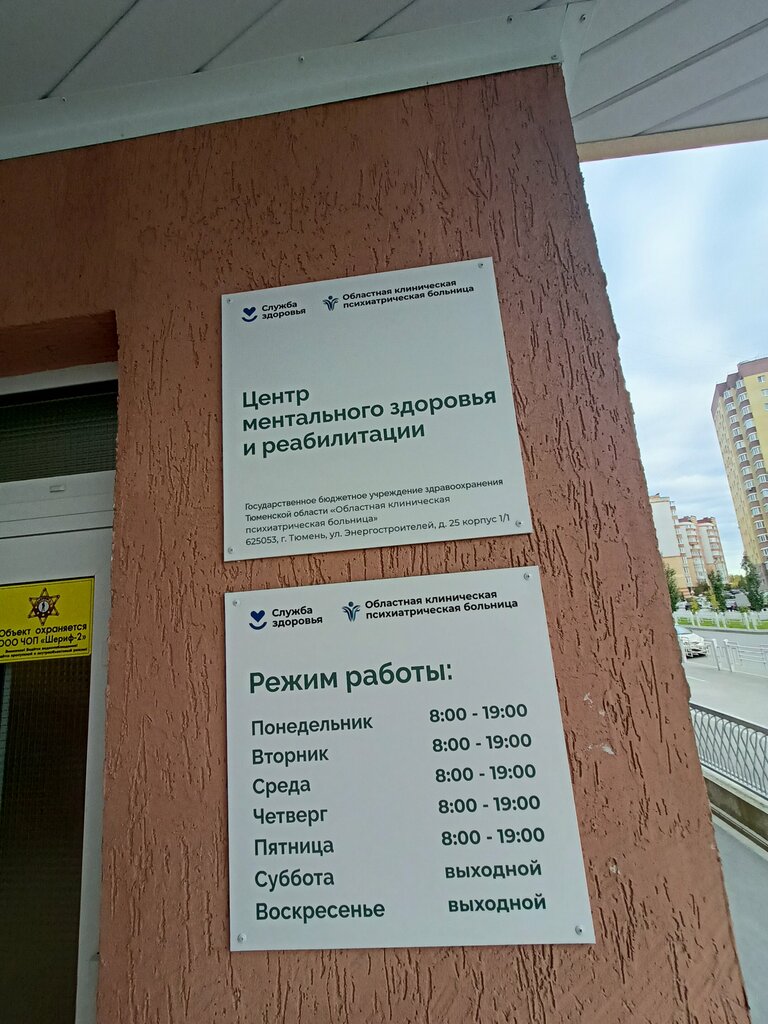 Служба
здоровья
Областная клиническая
психиатрическая больница
Центр
ментального здоровья
и реабилитации
Государственное бюджетное учреждение здравоохранения
Тюменской области «Областная клиническая
психиатрическая больница»
625053, г. Тюмень, ул. Энергостроителей, д. 25 корпус 1/1
Служба
здоровья
Областная клиническая
психиатрическая больница
Режим работы:
Понедельник 8:00 - 19:00
Вторник 8:00 - 19:00
Среда 8:00 - 19:00
Четверг 8:00 - 19:00
Пятница 8:00 - 19:00
Суббота выходной
Воскресенье выходной
Объект охраняется
ООО ЧОП «Шериф-2»